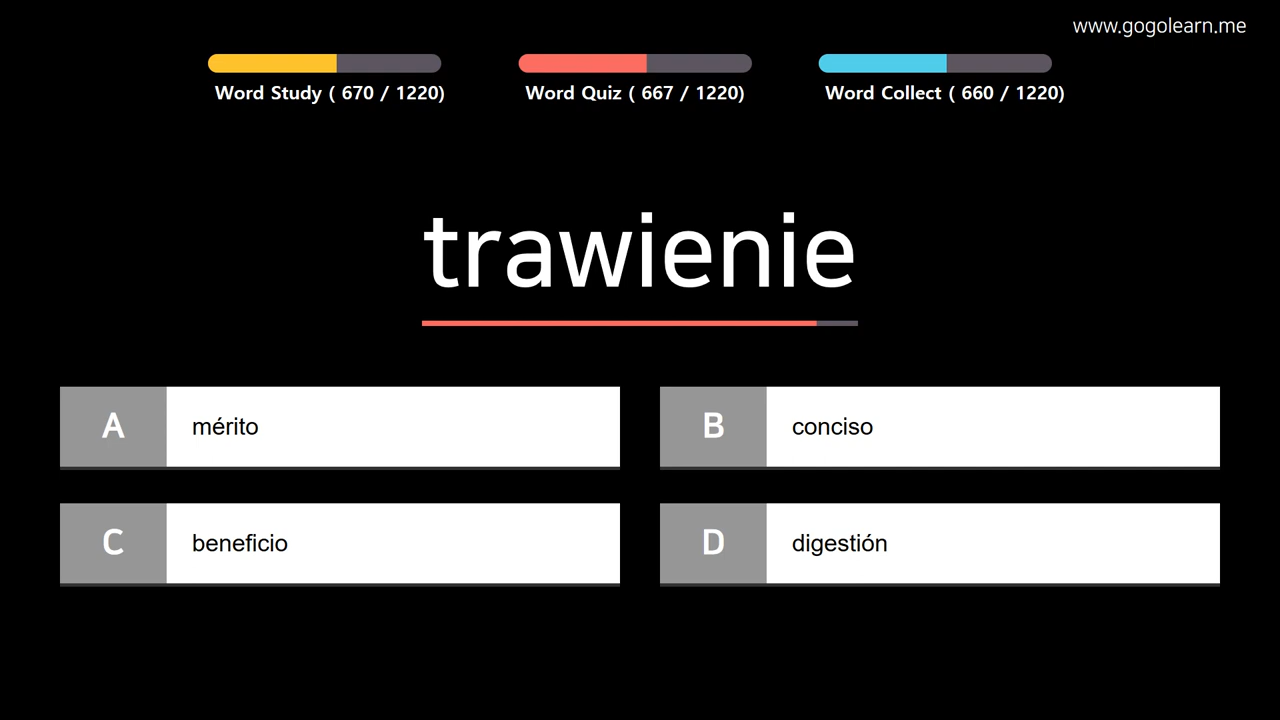 www.gogolearn.me
Word Study ( 670 / 1220)
Word Quiz ( 667 / 1220)
Word Collect ( 660 / 1220)
trawienie
A mérito
B conciso
C beneficio
D digestión